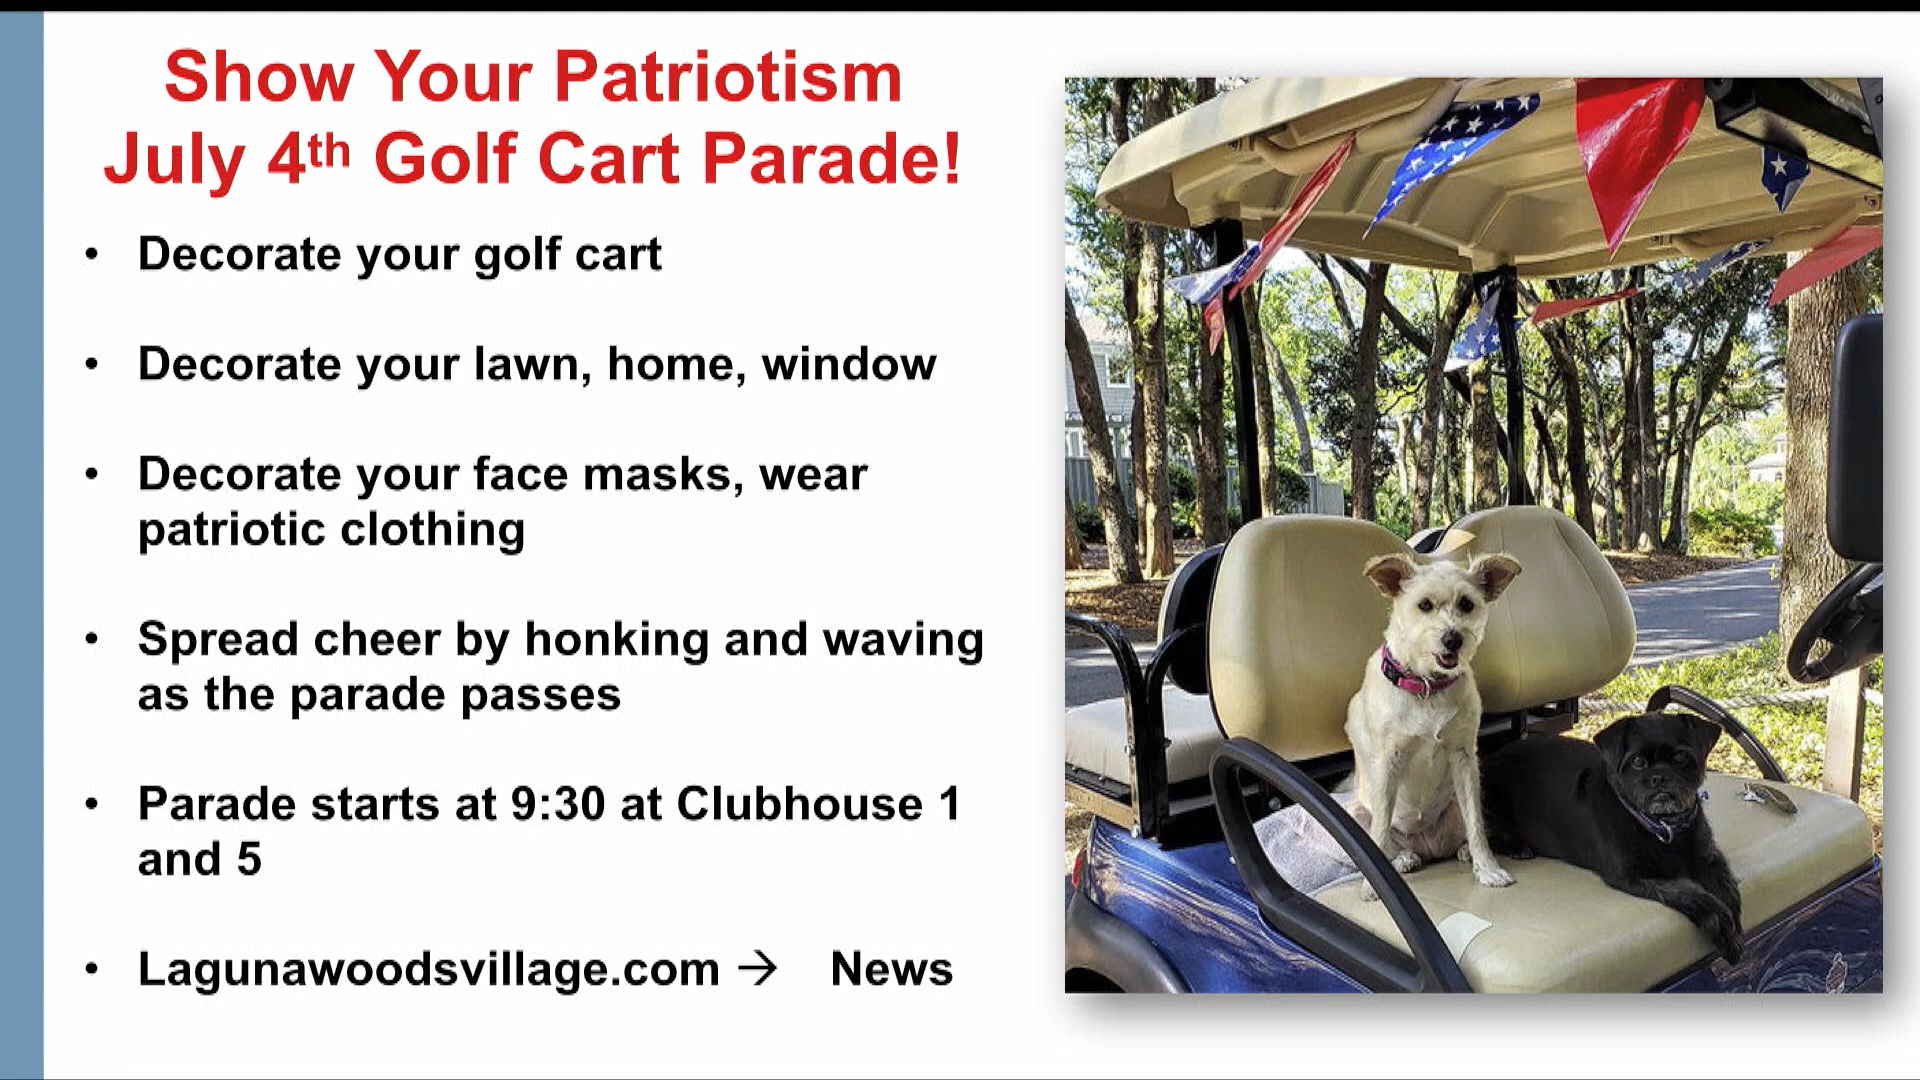 Show Your Patriotism
July 4th Golf Cart Parade!
• Decorate your golf cart
• Decorate your lawn, home, window
• Decorate your face masks, wear
patriotic clothing
• Spread cheer by honking and waving
as the parade passes
• Parade starts at 9:30 at Clubhouse 1
and 5
• Lagunawoodsvillage.com → News